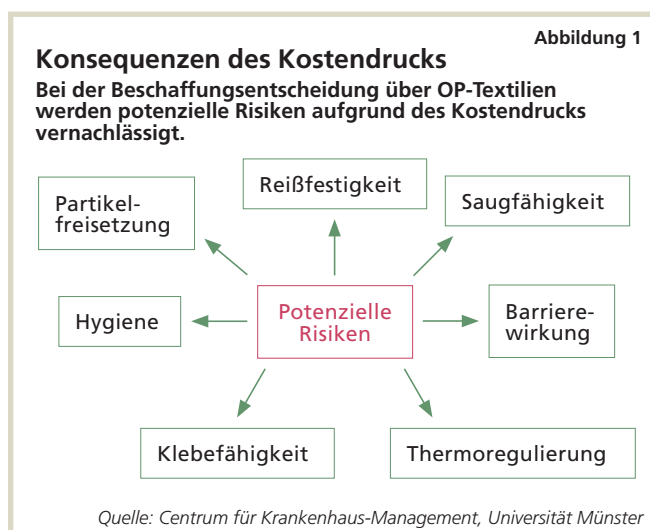 Abbildung 1
Konsequenzen des Kostendrucks
Bei der Beschaffungsentscheidung über OP-Textilien
werden potenzielle Risiken aufgrund des Kostendrucks
vernachlässigt.
Partikel-
freisetzung
Reißfestigkeit
Saugfähigkeit
Hygiene
Potenzielle
Risiken
Barriere-
wirkung
Klebefähigkeit
Thermoregulierung
Quelle: Centrum für Krankenhaus-Management, Universität Münster